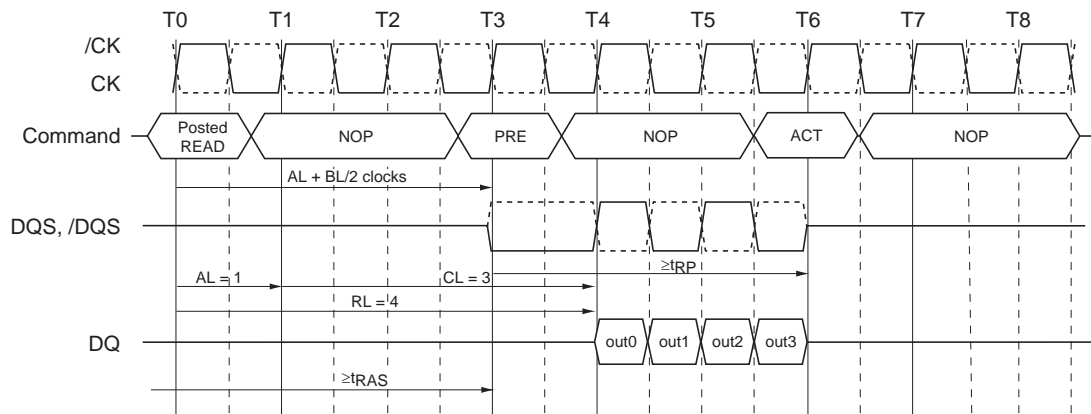 T0 T1 T2 T3 T4 T5 T6 T7 T8
/CK
CK
Command
Posted
READ
NOP
PRE
NOP
ACT
NOP
AL + BL/2 clocks
DQS, /DQS
≥tRP
AL = 1
CL = 3
RL = 4
DQ
out0 out1 out2 out3
≥tRAS